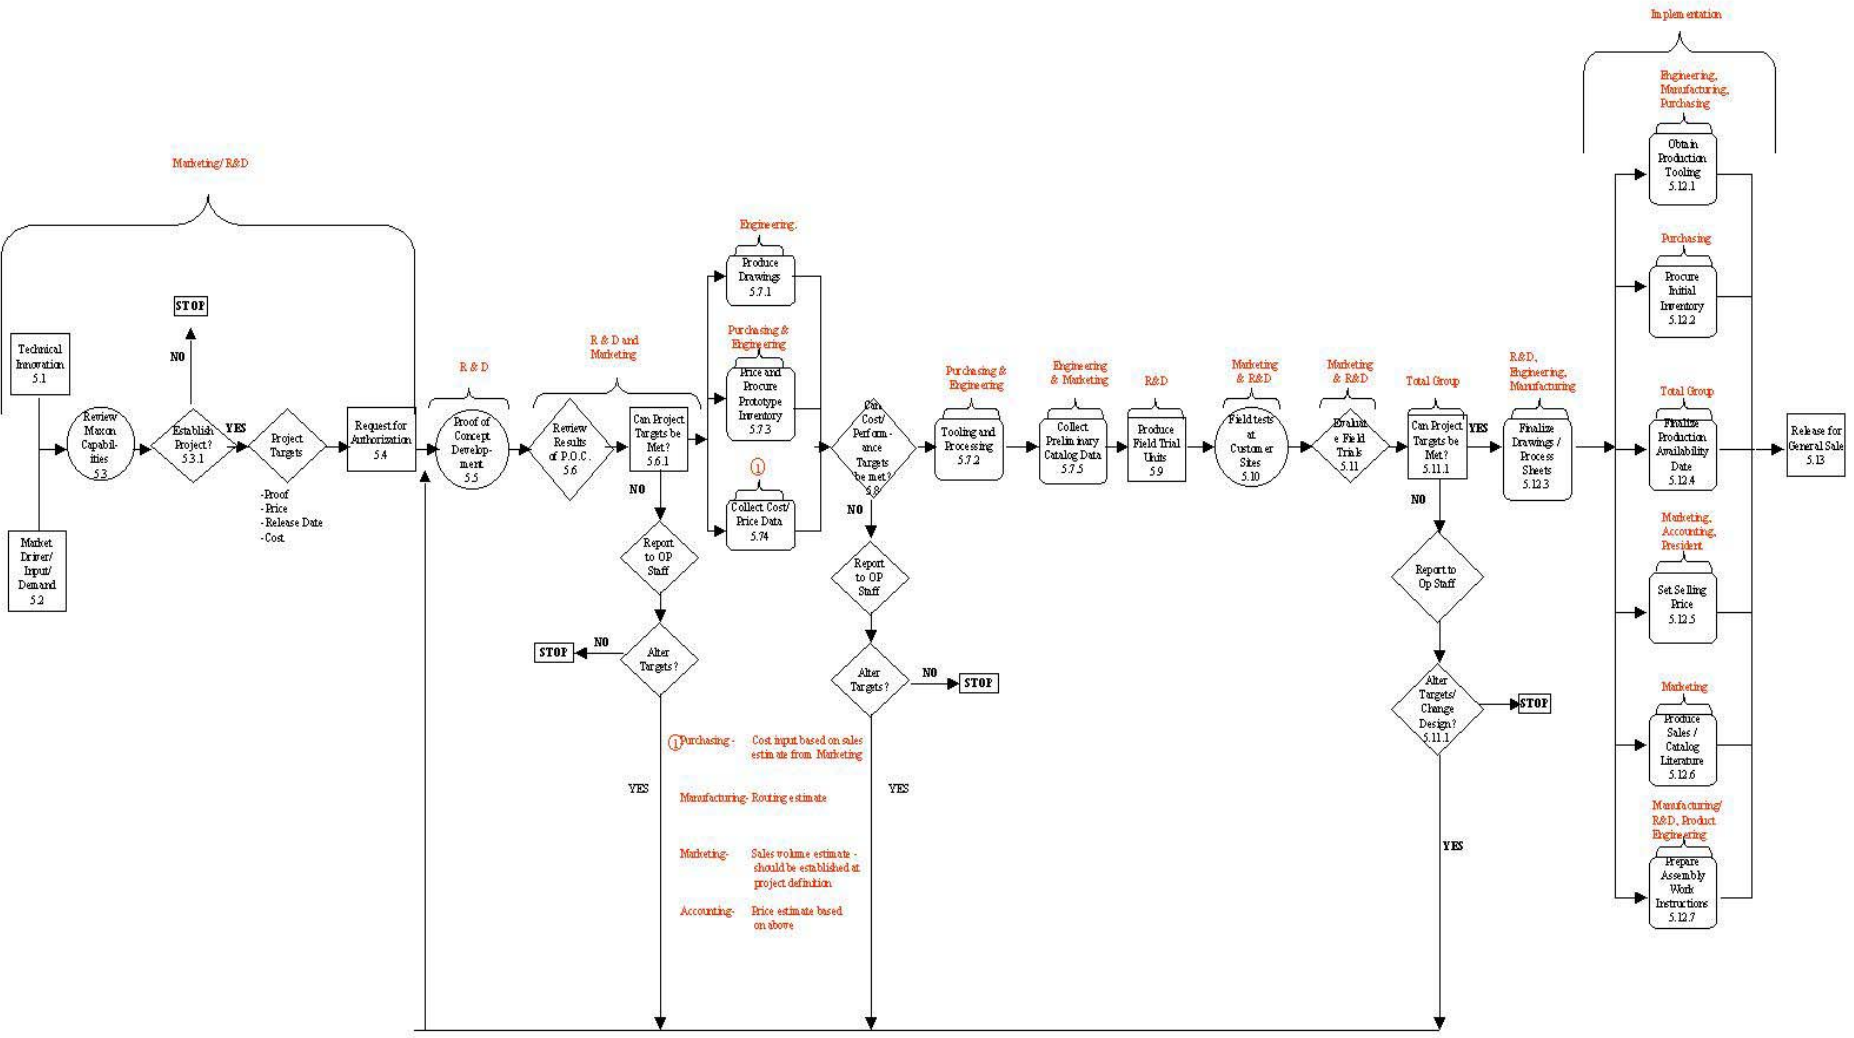 Implementation
Marketing/ R&D
Technical
Innovation
5.1
Market
Driver/
Input/
Demand
5.2
Review
Maxon
Capabil-
ities
5.3
STOP
NO
Establish
Project?
5.3.1
YES
Project
Targets
-Proof
-Price
-Release Date
-Cost
Request for
Authorization
5.4
R & D
Proof of
Concept
Develop-
ment
5.5
R & D and
Marketing
Review
Results
of P.O.C.
5.6
Can Project
Targets be
Met?
5.6.1
NO
Report
to OP
Staff
Alter
Targets?
NO
STOP
YES
Engineering.
Produce
Drawings
5.7.1
Purchasing &
Engineering
Price and
Procure
Prototype
Inventory
5.7.3
1
Collect Cost/
Price Data
5.74
Can
Cost/
Perform-
ance
Targets
be met?
5.8
NO
Report
to OP
Staff
Alter
Targets?
NO
STOP
YES
1 Purchasing - Cost input based on sales
estimate from Marketing
Manufacturing- Routing estimate
Marketing- Sales volume estimate -
should be established at
project definition
Accounting- Price estimate based
on above
Purchasing &
Engineering
Tooling and
Processing
5.7.2
Engineering
& Marketing
Collect
Preliminary
Catalog Data
5.7.5
R&D
Produce
Field Trial
Units
5.9
Marketing
& R&D
Field tests
at
Customer
Sites
5.10
Marketing
& R&D
Evaluat
e Field
Trials
5.11
Total Group
Can Project
Targets be
Met?
5.11.1
YES
NO
Report to
Op Staff
Alter
Targets/
Change
Design?
5.11.1
STOP
YES
R&D,
Engineering,
Manufacturing
Finalize
Drawings /
Process
Sheets
5.12.3
Engineering,
Manufacturing,
Purchasing
Obtain
Production
Tooling
5.12.1
Purchasing
Procure
Initial
Inventory
5.12.2
Total Group
Finalize
Production
Availability
Date
5.12.4
Marketing,
Accounting,
President
Set Selling
Price
5.12.5
Marketing
Produce
Sales /
Catalog
Literature
5.12.6
Manufacturing/
R&D, Product
Engineering
Prepare
Assembly
Work
Instructions
5.12.7
Release for
General Sale
5.13